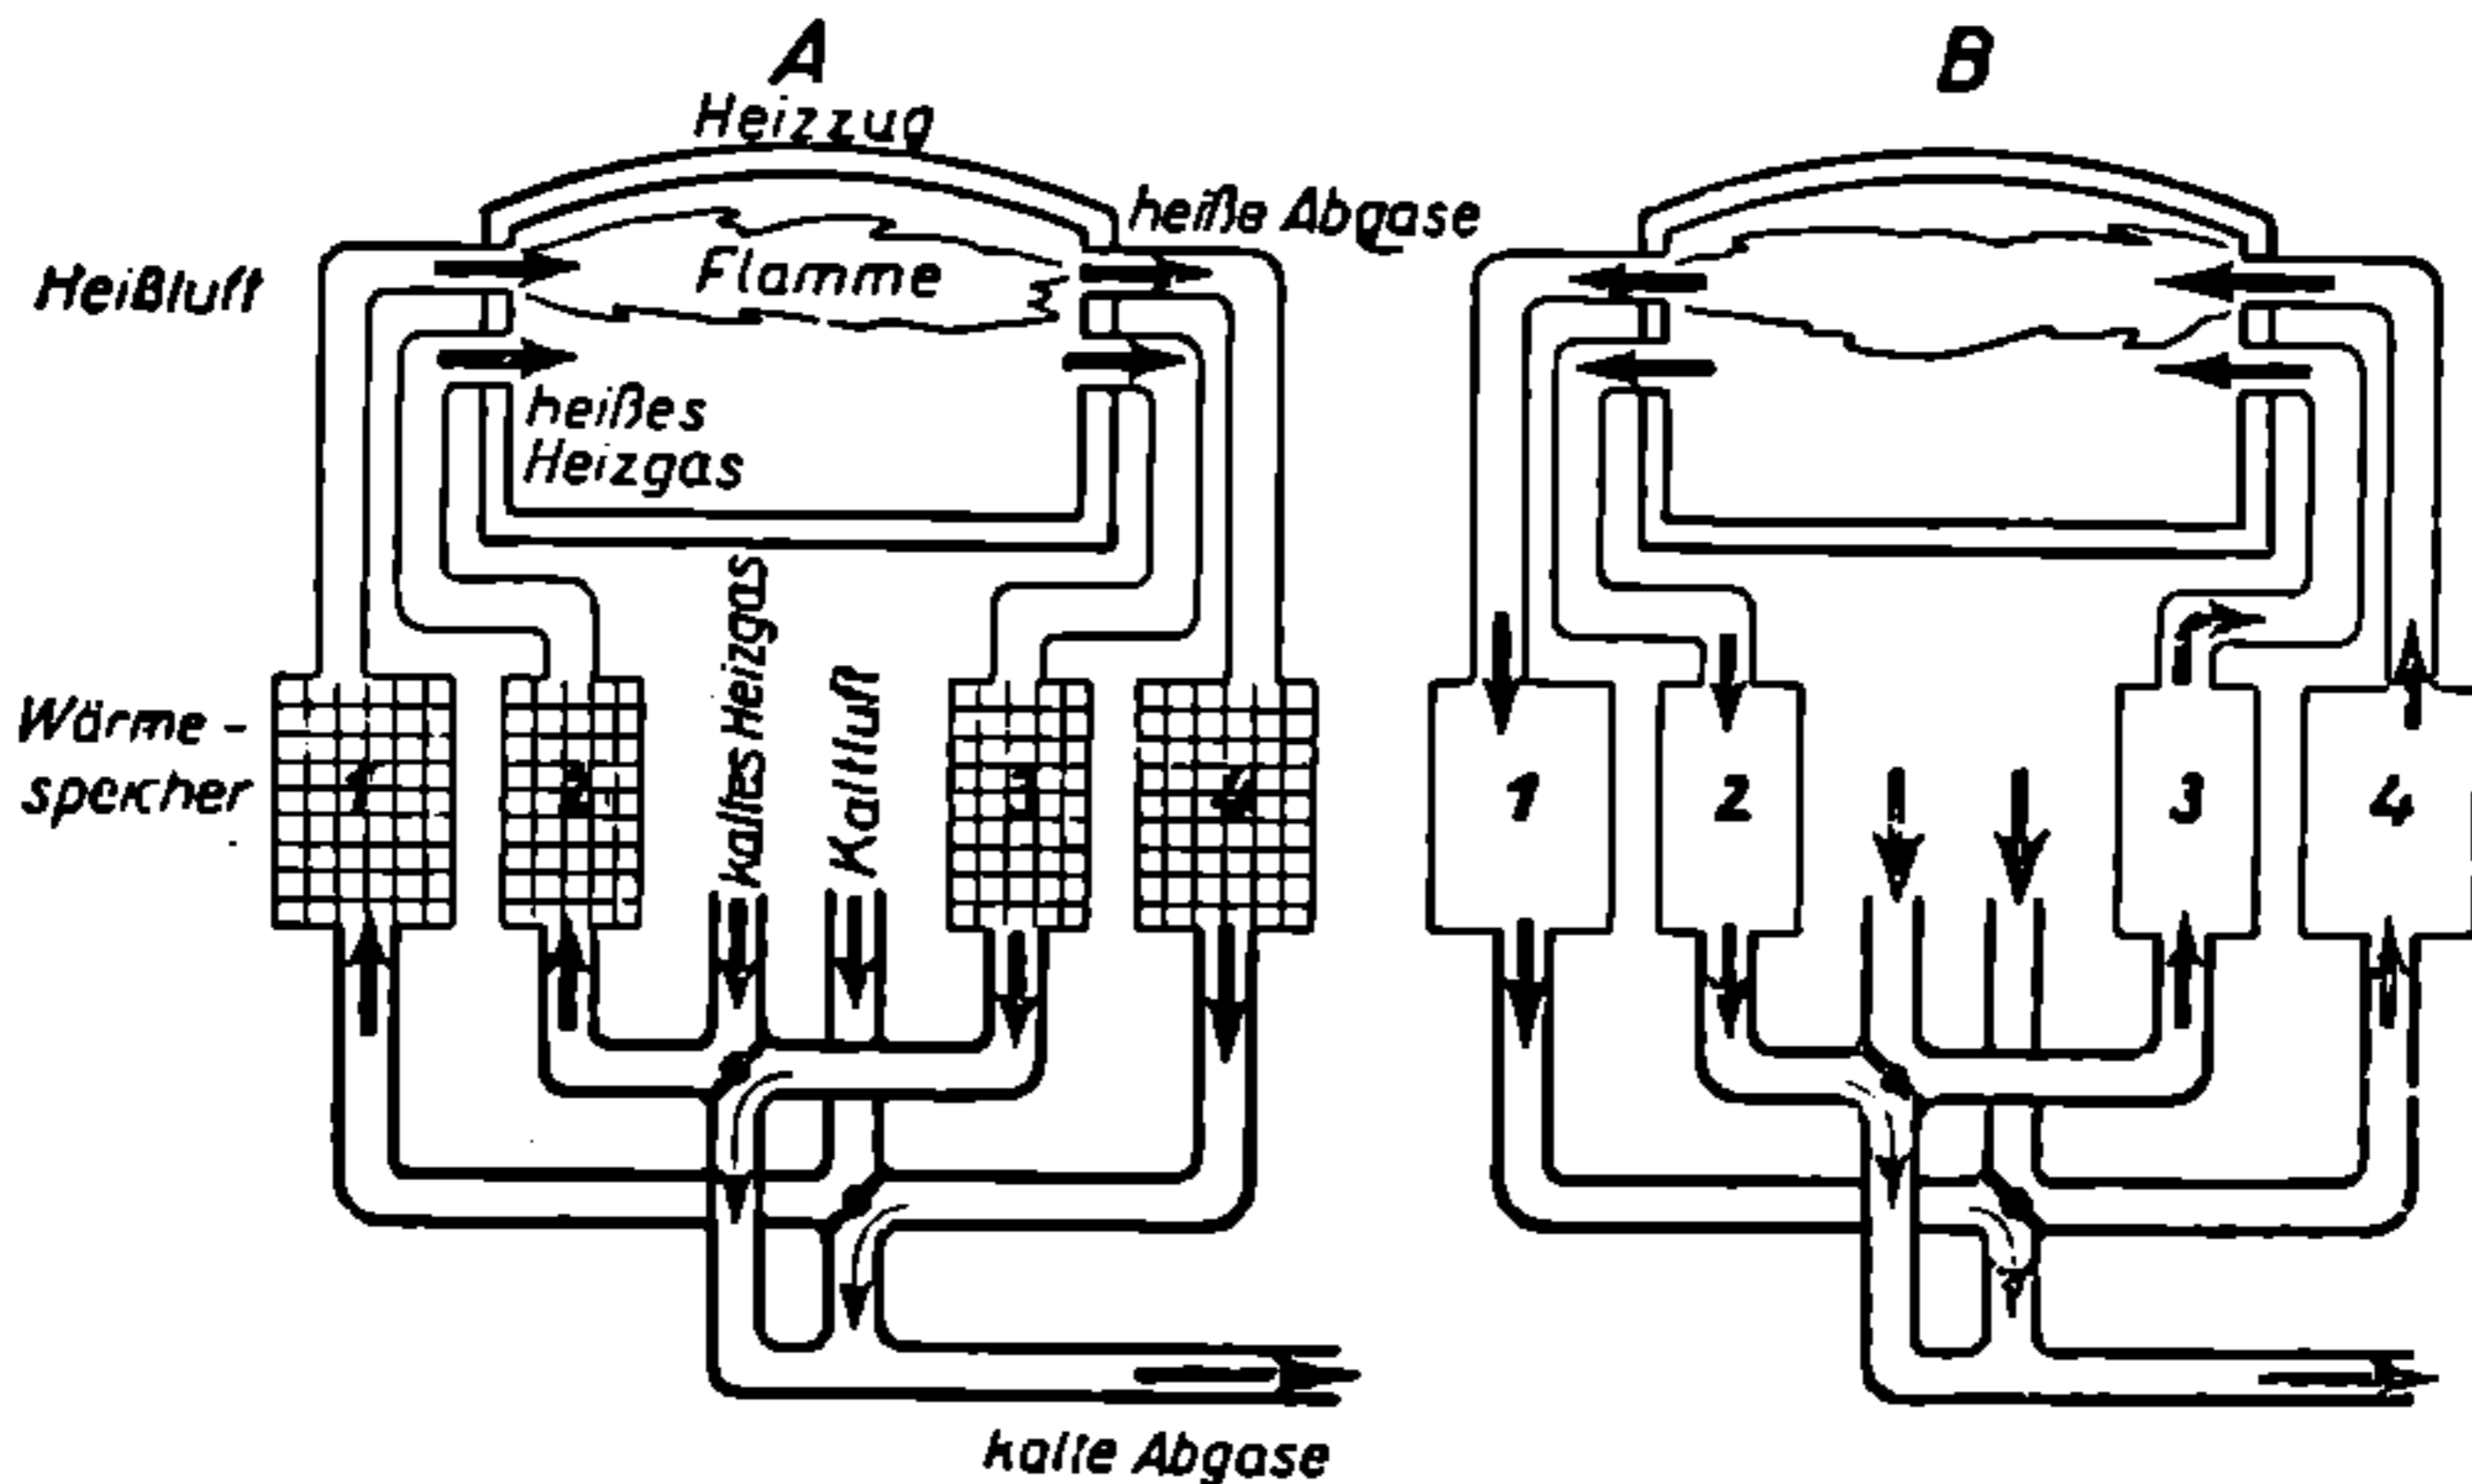 A
Heizzug
heiße Abgase
Heißluft
Flamme
heißes
Heizgas
Wärme-
speicher
1
2
kaltes Heizgas
Kaltluft
3
4
kalte Abgase
B
1
2
3
4